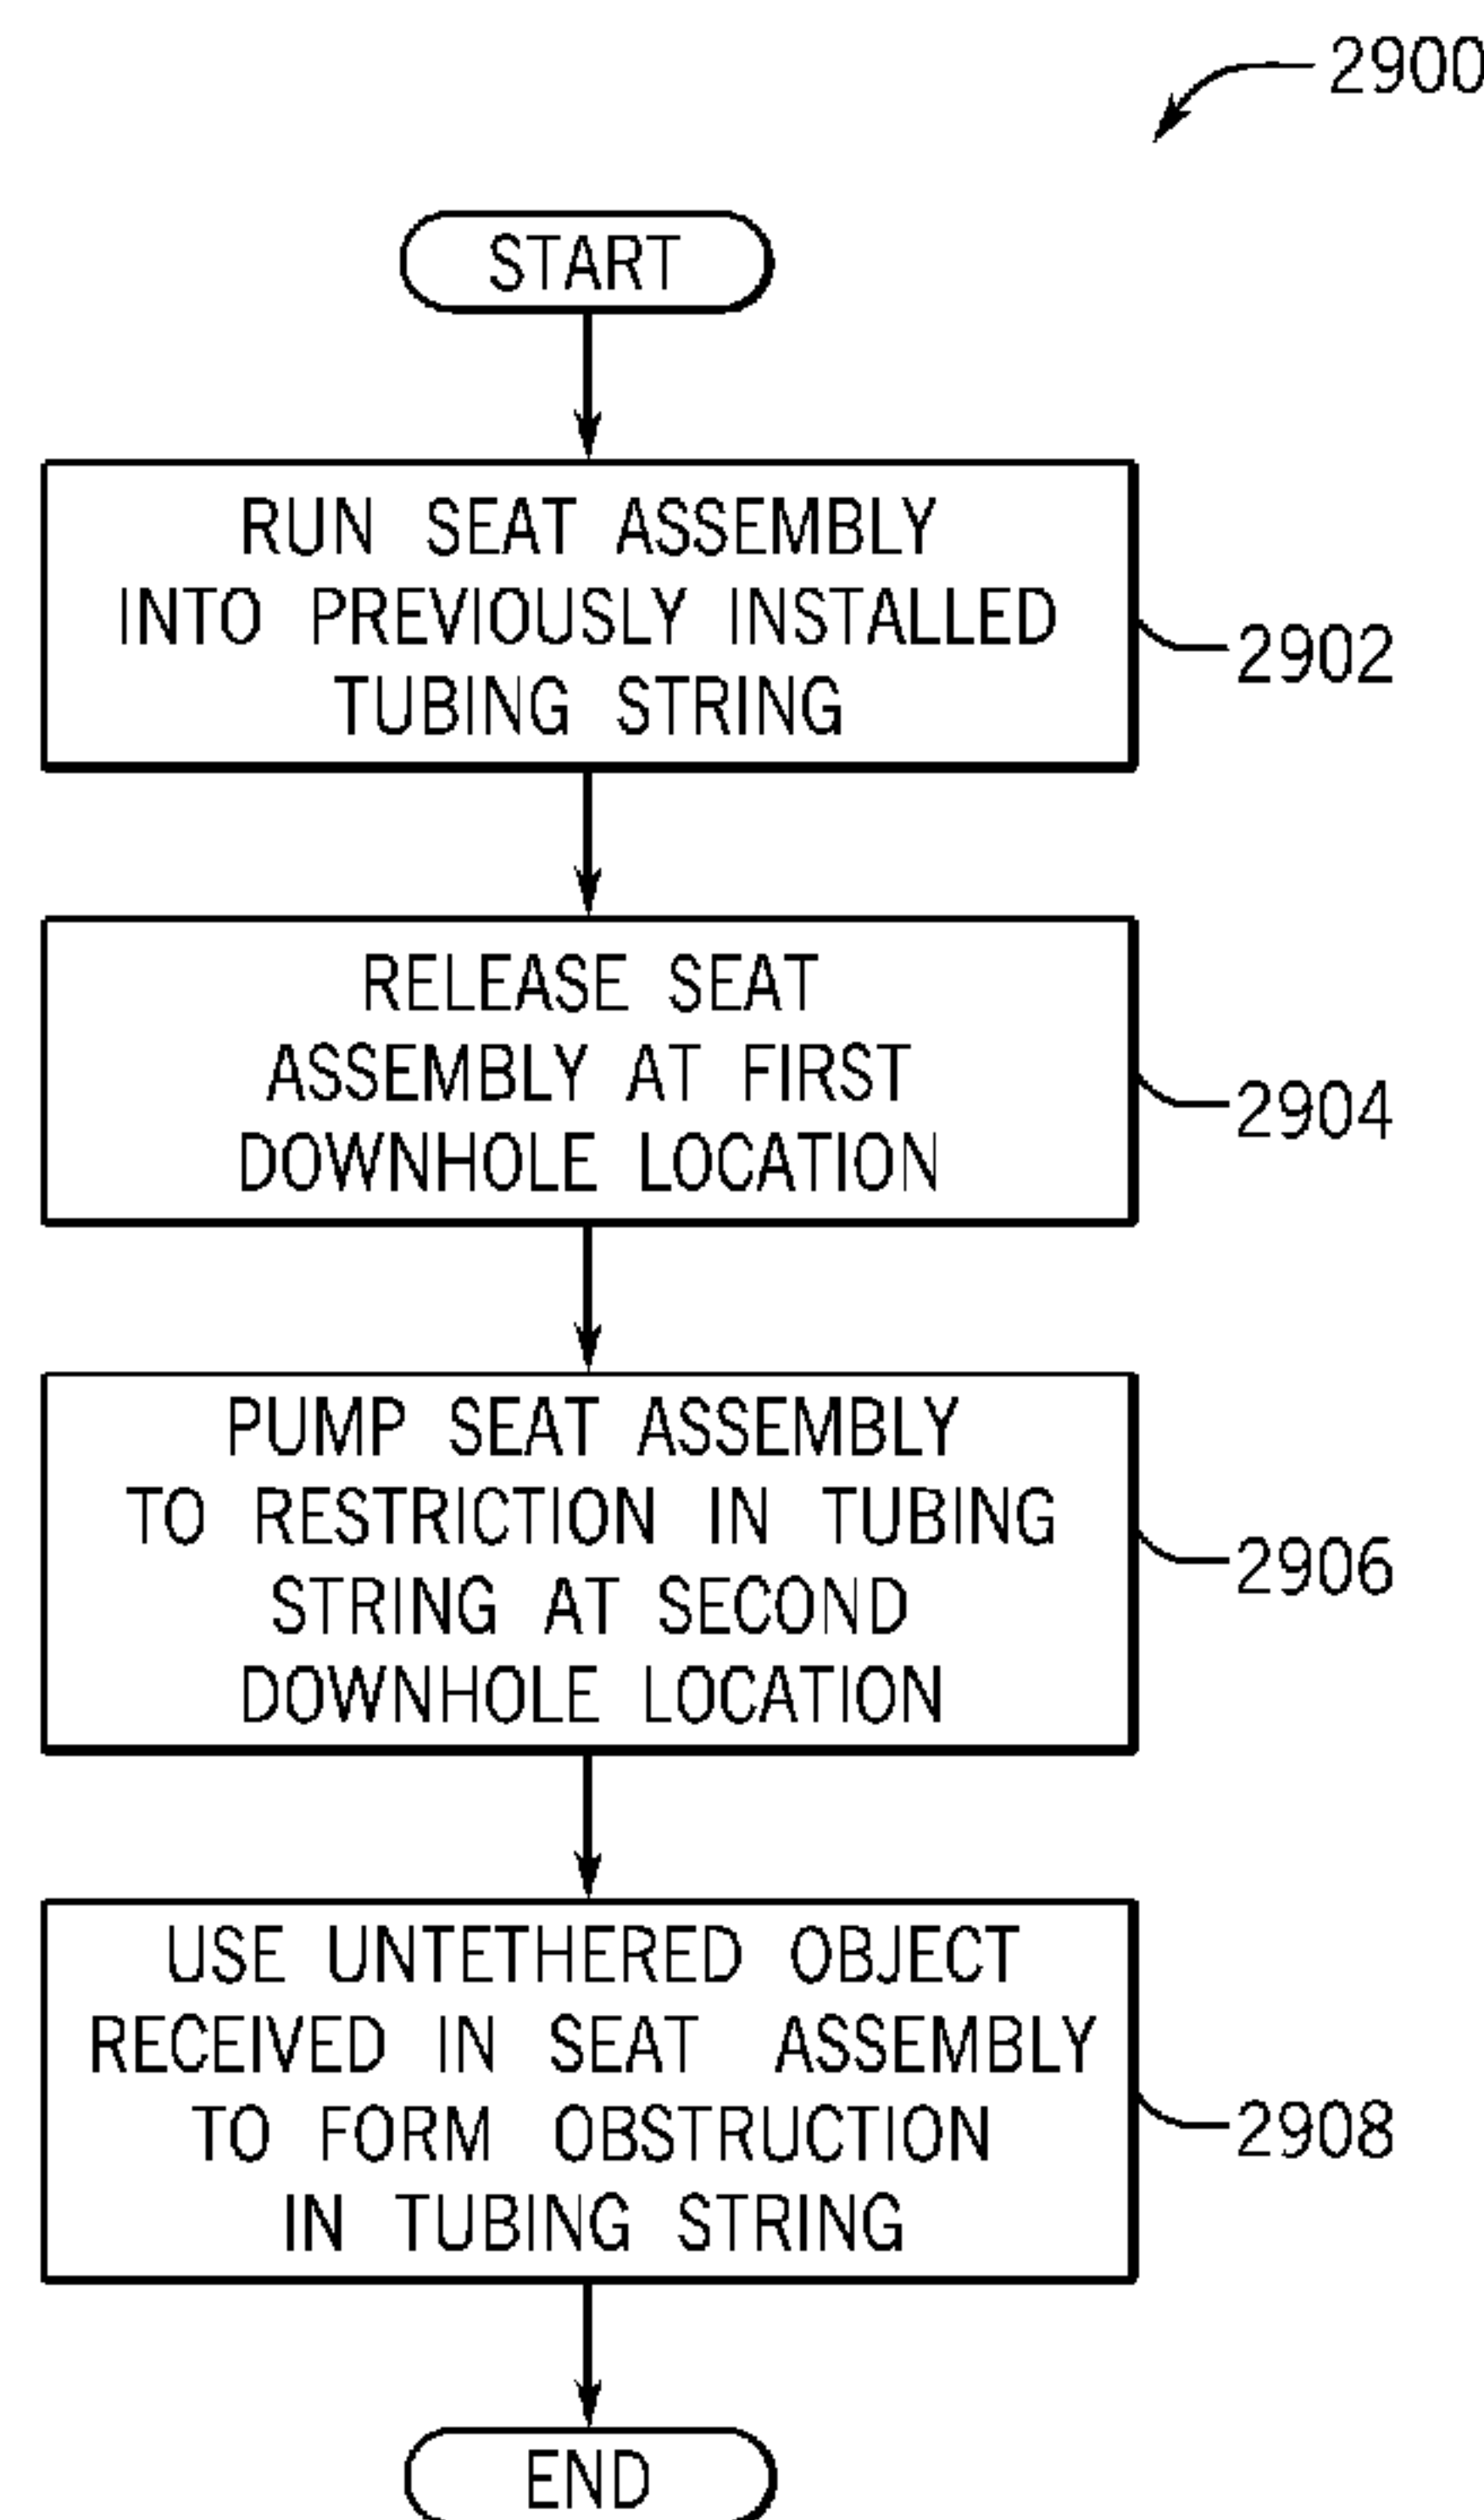 2900
START
RUN SEAT ASSEMBLY
INTO PREVIOUSLY INSTALLED
TUBING STRING
2902
RELEASE SEAT
ASSEMBLY AT FIRST
DOWNHOLE LOCATION
2904
PUMP SEAT ASSEMBLY
TO RESTRICTION IN TUBING
STRING AT SECOND
DOWNHOLE LOCATION
2906
USE UNTETHERED OBJECT
RECEIVED IN SEAT ASSEMBLY
TO FORM OBSTRUCTION
IN TUBING STRING
2908
END